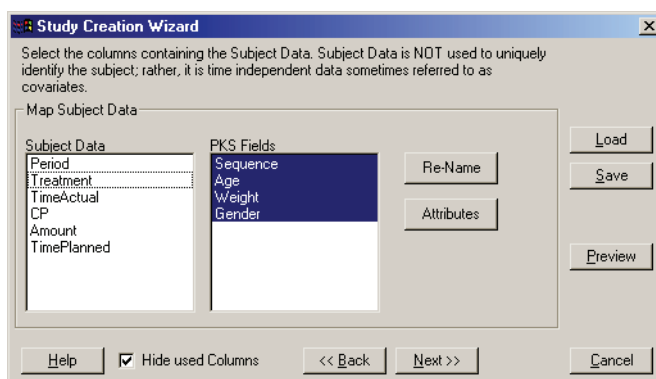 Study Creation Wizard
Select the columns containing the Subject Data. Subject Data is NOT used to uniquely
identify the subject; rather, it is time independent data sometimes referred to as
covariates.
Map Subject Data
Subject Data
Period
Treatment
TimeActual
CP
Amount
TimePlanned
PKS Fields
Sequence
Age
Weight
Gender
Re-Name
Attributes
Load
Save
Preview
Help
Hide used Columns
<< Back
Next >>
Cancel